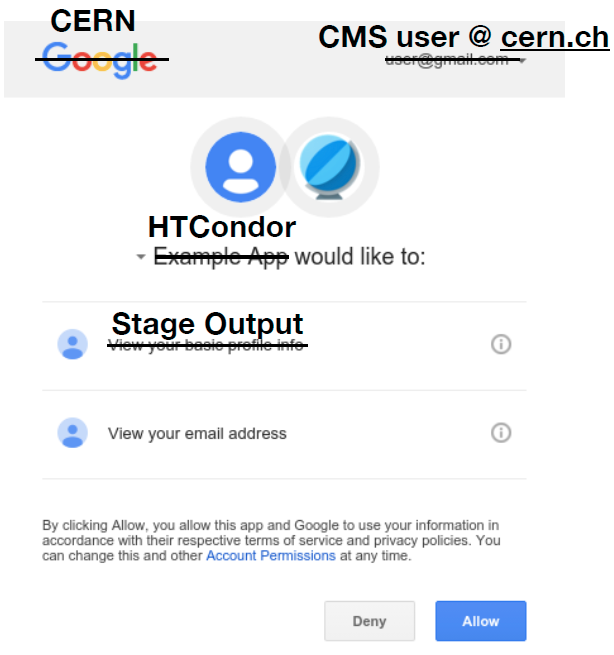 CERN
Google
CMS user @ cern.ch
user@gmail.com
HTCondor
Example App would like to:
Stage Output
View your basic profile info
View your email address
By clicking Allow, you allow this app and Google to use your information in
accordance with their respective terms of service and privacy policies. You
can change this and other Account Permissions at any time.
Deny
Allow